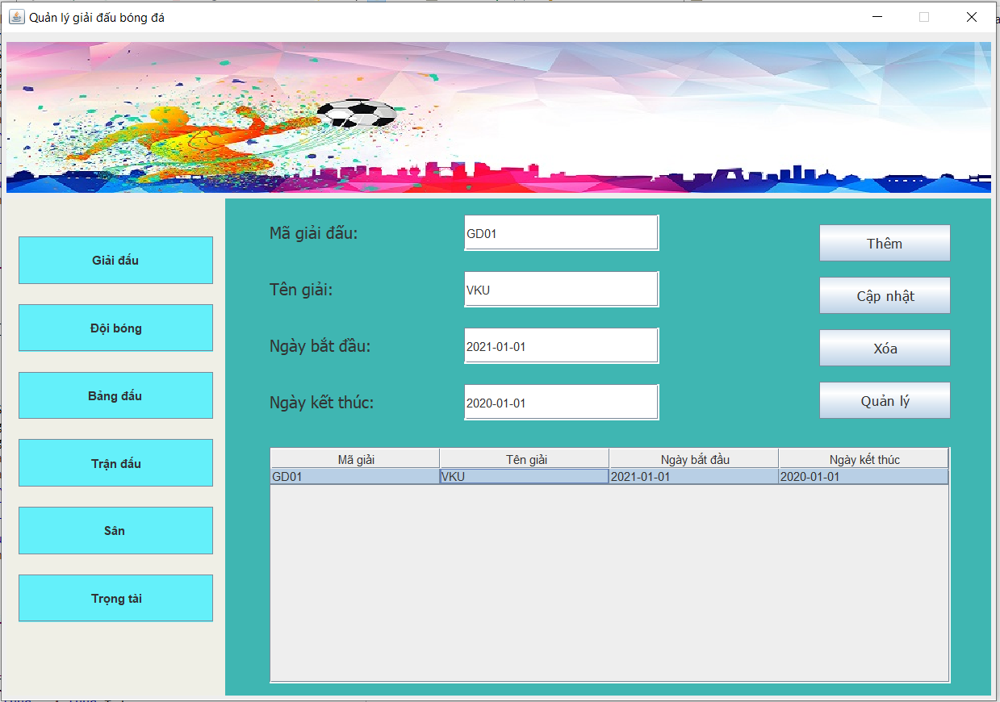 Quản lý giải đấu bóng đá
Giải đấu
Đội bóng
Bảng đấu
Trận đấu
Sân
Trọng tài
Mã giải đấu: GD01
Tên giải: VKU
Ngày bắt đầu: 2021-01-01
Ngày kết thúc: 2020-01-01
Thêm
Cập nhật
Xóa
Quản lý
Mã giải Tên giải Ngày bắt đầu Ngày kết thúc
GD01 VKU 2021-01-01 2020-01-01